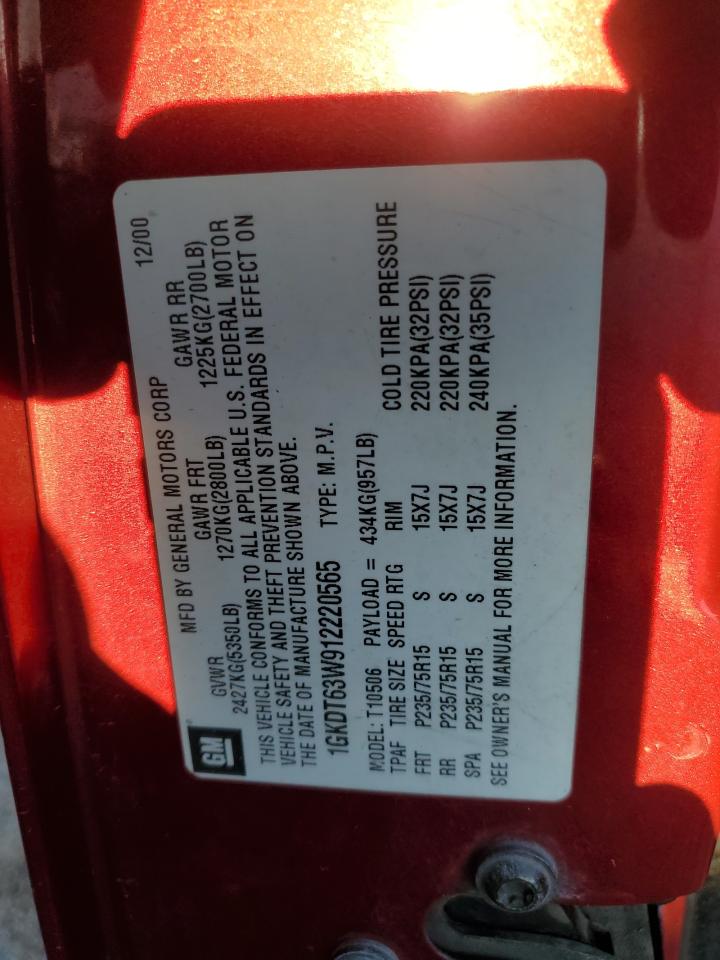 GM
MFD BY GENERAL MOTORS CORP 12/00
GVWR GAWR FRT GAWR RR
2427KG(5350LB) 1270KG(2800LB) 1225KG(2700LB)
THIS VEHICLE CONFORMS TO ALL APPLICABLE U.S. FEDERAL MOTOR
VEHICLE SAFETY AND THEFT PREVENTION STANDARDS IN EFFECT ON
THE DATE OF MANUFACTURE SHOWN ABOVE.
1GKDT63W912220565 TYPE: M.P.V.
MODEL: T10506 PAYLOAD = 434KG(957LB)
TPAF TIRE SIZE SPEED RTG RIM COLD TIRE PRESSURE
FRT P235/75R15 S 15X7J 220KPA(32PSI)
RR P235/75R15 S 15X7J 220KPA(32PSI)
SPA P235/75R15 S 15X7J 240KPA(35PSI)
SEE OWNER'S MANUAL FOR MORE INFORMATION.